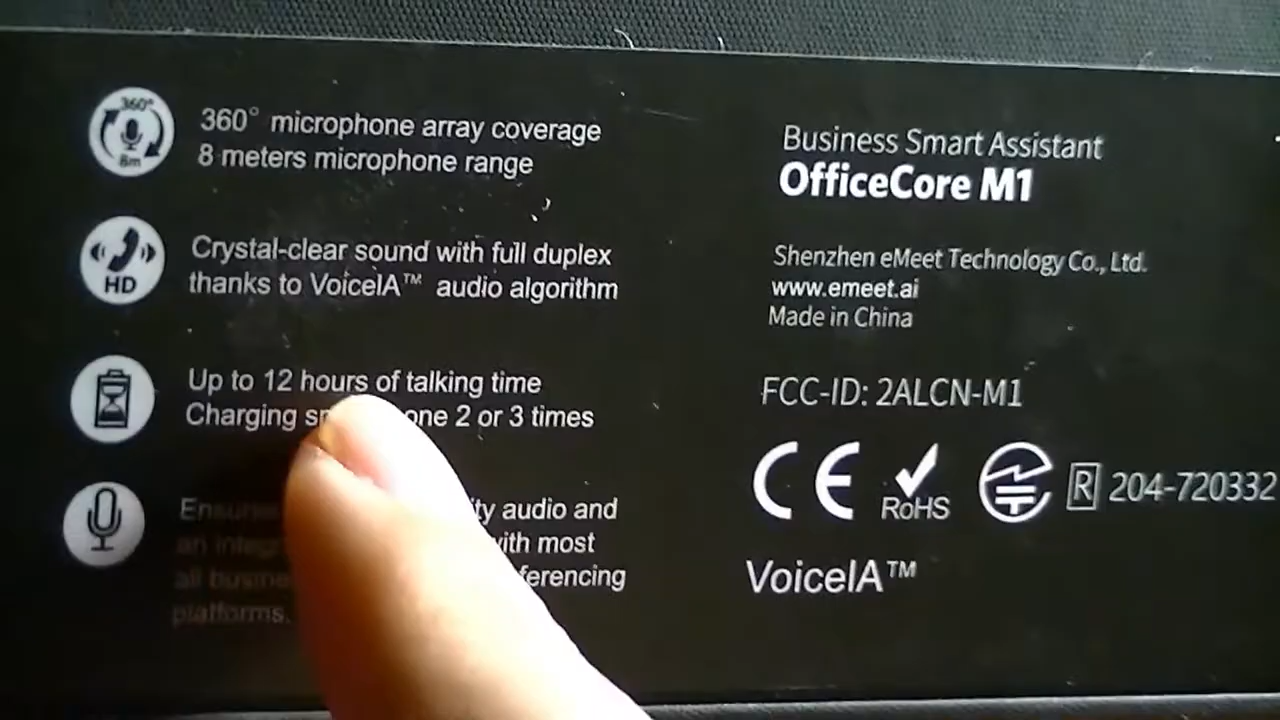 360°
8m
360° microphone array coverage
8 meters microphone range
HD
Crystal-clear sound with full duplex
thanks to VoiceIA™ audio algorithm
Up to 12 hours of talking time
Charging one 2 or 3 times
audio and
an with most
all
platforms.
Business Smart Assistant
OfficeCore M1
Shenzhen eMeet Technology Co., Ltd.
www.emeet.ai
Made in China
FCC-ID: 2ALCN-M1
CE
RoHS
R 204-720332
VoiceIA™